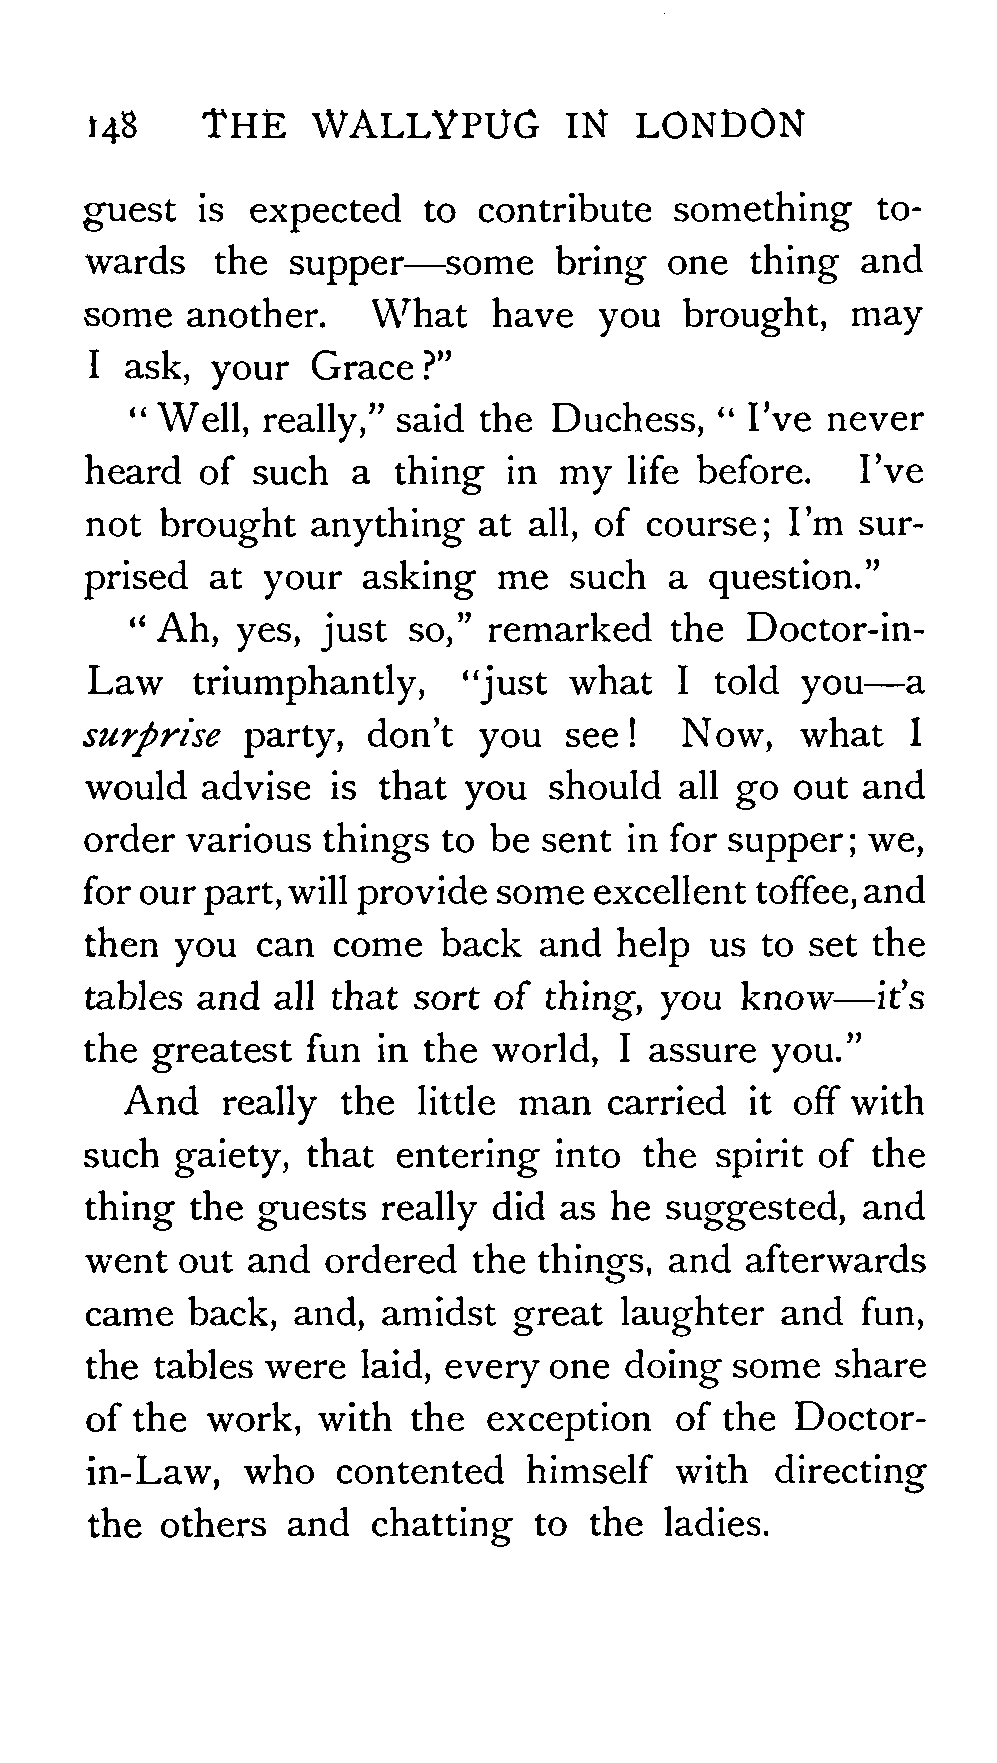 148 THE WALLYPUG IN LONDON
guest is expected to contribute something to-
wards the supper—some bring one thing and
some another. What have you brought, may
I ask, your Grace?"
"Well, really," said the Duchess, "I've never
heard of such a thing in my life before. I've
not brought anything at all, of course; I'm sur-
prised at your asking me such a question."
"Ah, yes, just so," remarked the Doctor-in-
Law triumphantly, "just what I told you—a
surprise party, don't you see! Now, what I
would advise is that you should all go out and
order various things to be sent in for supper; we,
for our part, will provide some excellent toffee, and
then you can come back and help us to set the
tables and all that sort of thing, you know—it's
the greatest fun in the world, I assure you."
And really the little man carried it off with
such gaiety, that entering into the spirit of the
thing the guests really did as he suggested, and
went out and ordered the things, and afterwards
came back, and, amidst great laughter and fun,
the tables were laid, every one doing some share
of the work, with the exception of the Doctor-
in-Law, who contented himself with directing
the others and chatting to the ladies.